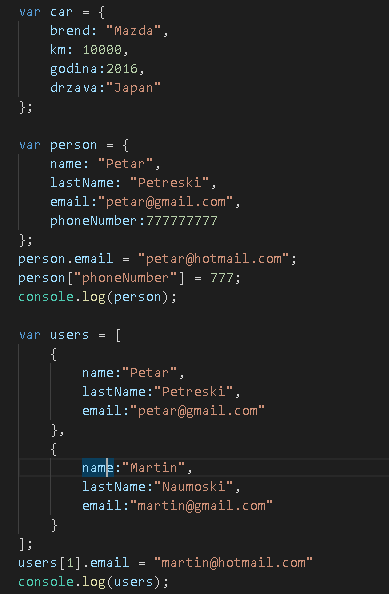 var car = {
    brend: "Mazda",
    km: 10000,
    godina:2016,
    drzava:"Japan"
};

var person = {
    name: "Petar",
    lastName: "Petreski",
    email:"petar@gmail.com",
    phoneNumber:777777777
};
person.email = "petar@hotmail.com";
person["phoneNumber"] = 777;
console.log(person);

var users = [
    {
        name:"Petar",
        lastName:"Petreski",
        email:"petar@gmail.com"
    },
    {
        name:"Martin",
        lastName:"Naumoski",
        email:"martin@gmail.com"
    }
];
users[1].email = "martin@hotmail.com"
console.log(users);